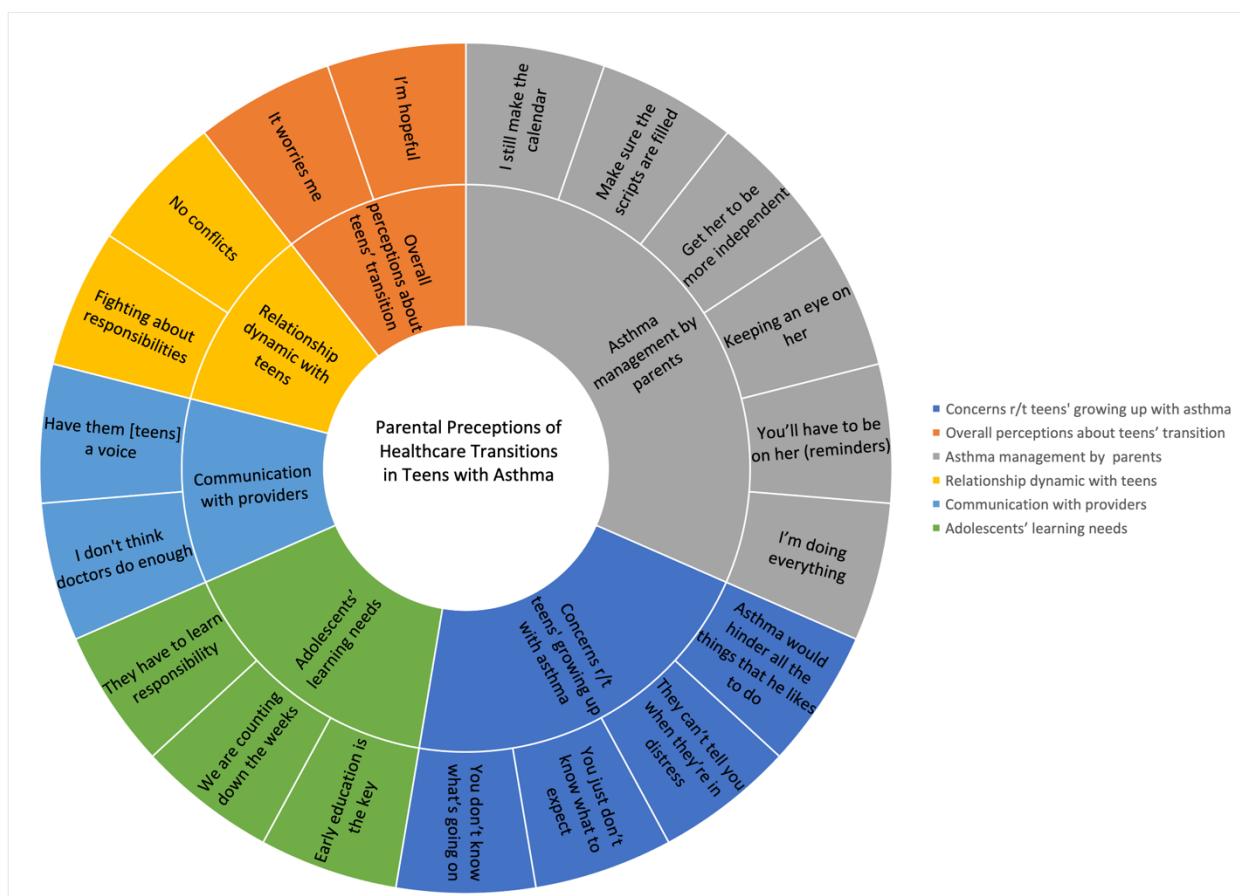 Parental Preceptions of
Healthcare Transitions
in Teens with Asthma
Asthma
management by
parents
I still make the
calendar
Make sure the
scripts are filled
Get her to be
more independent
Keeping an eye on
her
You’ll have to be
on her (reminders)
I’m doing
everything
Concerns r/t
teens’ growing up
with asthma
Asthma would
hinder all the
things that he likes
to do
They can’t tell you
when they’re in
distress
You just don’t
know what to
expect
You don’t know
what’s going on
Adolescents’
learning needs
Early education is
the key
We are counting
down the weeks
They have to learn
responsibility
Communication
with providers
I don't think
doctors do enough
Have them [teens]
a voice
Relationship
dynamic with
teens
Fighting about
responsibilities
No conflicts
Overall
perceptions about
teens’ transition
It worries me
I’m hopeful
Concerns r/t teens' growing up with asthma
Overall perceptions about teens’ transition
Asthma management by parents
Relationship dynamic with teens
Communication with providers
Adolescents’ learning needs